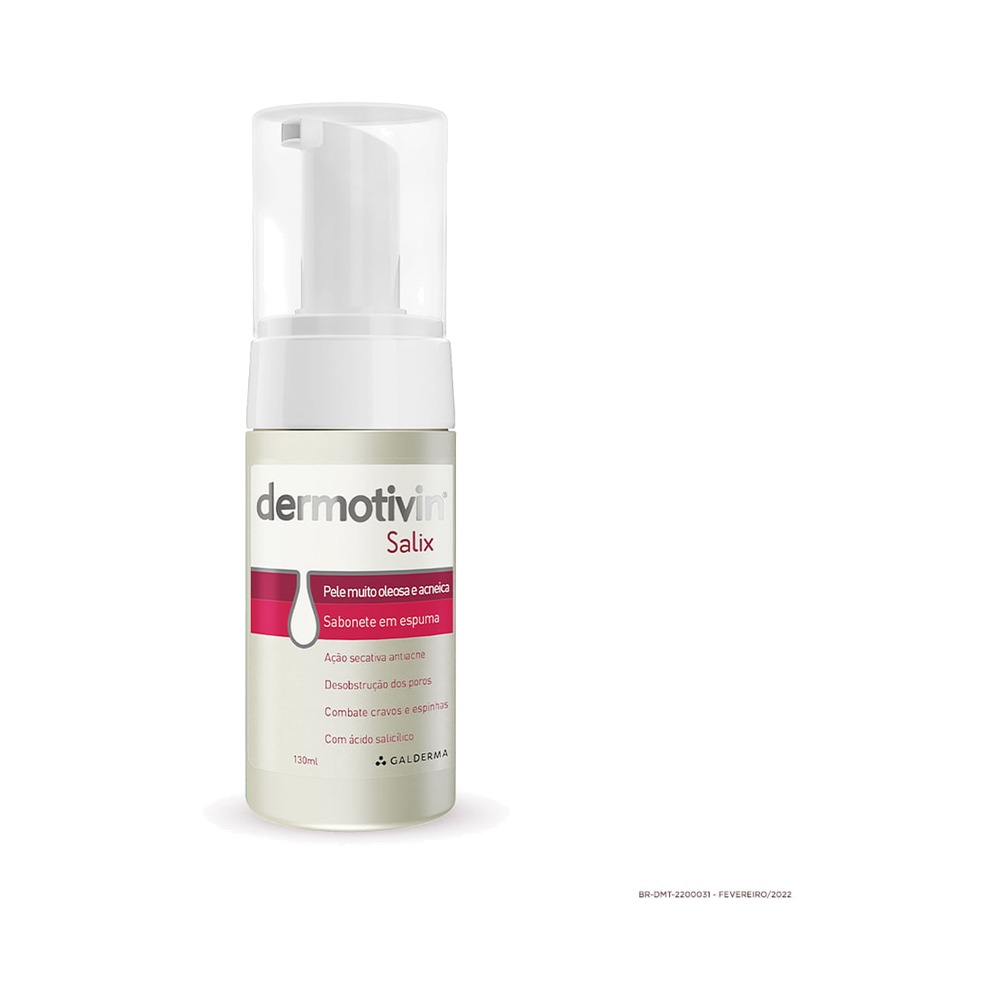 dermotivin®
Salix
Pele muito oleosa e acneica
Sabonete em espuma
Ação secativa antiacne
Desobstrução dos poros
Combate cravos e espinhas
Com ácido salicílico
130ml
GALDERMA
BR-DMT-2200031 - FEVEREIRO/2022